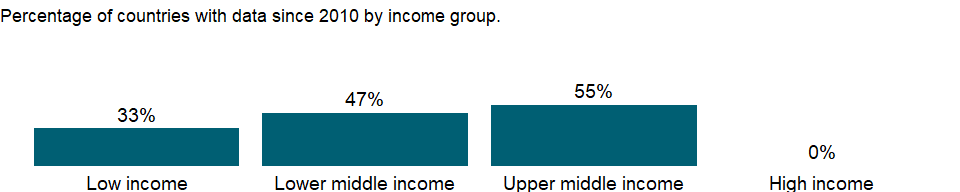 Percentage of countries with data since 2010 by income group.
33%
47%
55%
0%
Low income
Lower middle income
Upper middle income
High income